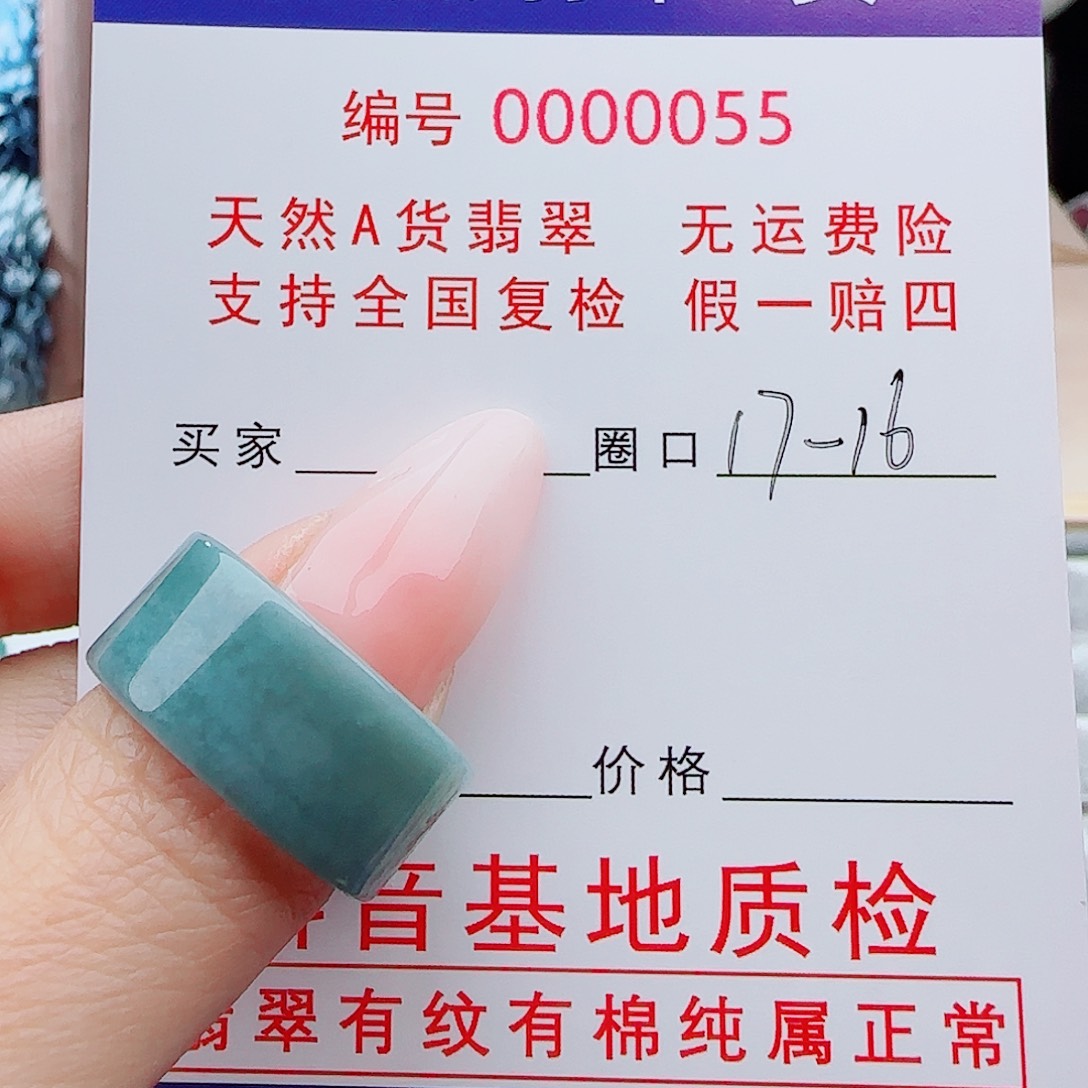 编号 0000055
天然A货翡翠 无运费险
支持全国复检 假一赔四
买家 圈口 17-16
价格
音基地质检
翠有纹有棉纯属正常